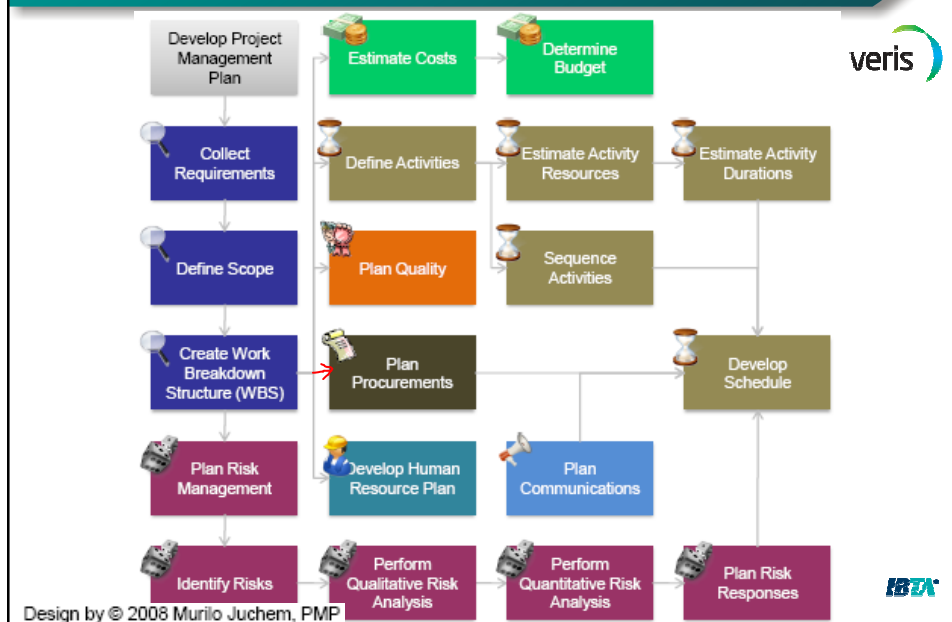 Develop Project
Management
Plan
Estimate Costs
Determine
Budget
veris
Collect
Requirements
Define Activities
Estimate Activity
Resources
Estimate Activity
Durations
Define Scope
Plan Quality
Sequence
Activities
Create Work
Breakdown
Structure (WBS)
Plan
Procurements
Develop
Schedule
Plan Risk
Management
Develop Human
Resource Plan
Plan
Communications
Identify Risks
Perform
Qualitative Risk
Analysis
Perform
Quantitative Risk
Analysis
Plan Risk
Responses
IBTA
Design by © 2008 Murilo Juchem, PMP